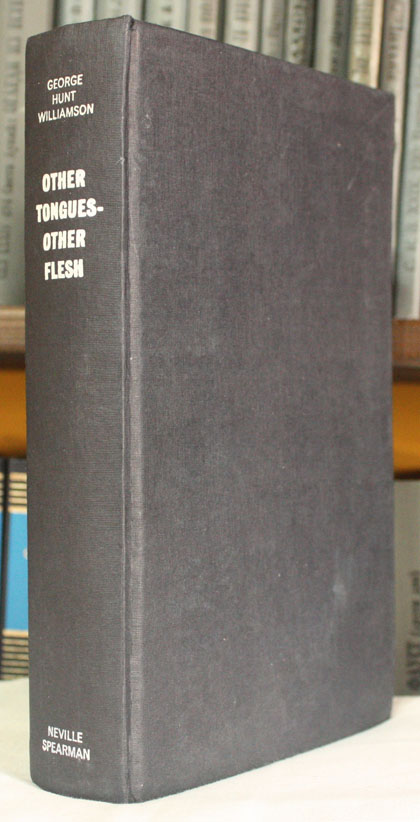 GEORGE
HUNT
WILLIAMSON
OTHER
TONGUES-
OTHER
FLESH
NEVILLE
SPEARMAN